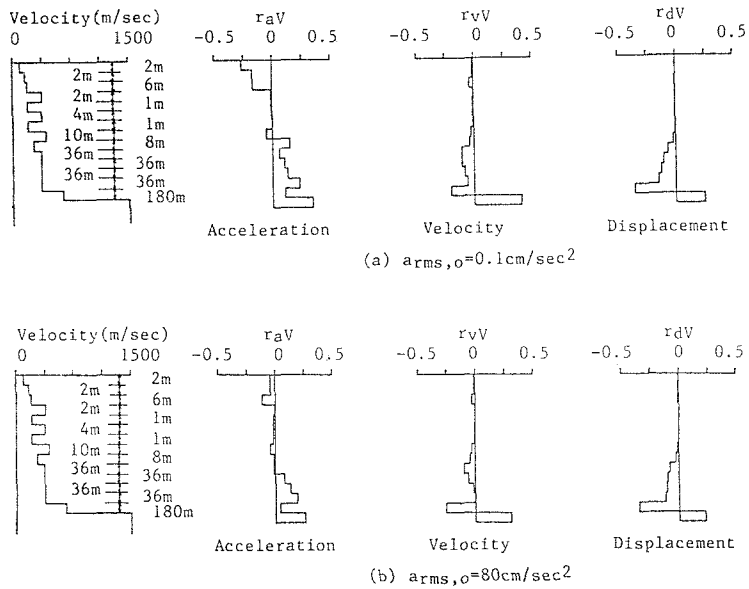 Velocity(m/sec)
0 1500
2m
2m
6m
2m
1m
4m
1m
10m
8m
36m
36m
36m
36m
180m
raV
-0.5 0 0.5
Acceleration
rvV
-0.5 0 0.5
Velocity
rdV
-0.5 0 0.5
Displacement
(a) arms,o=0.1cm/sec2
Velocity(m/sec)
0 1500
2m
2m
6m
2m
1m
4m
1m
10m
8m
36m
36m
36m
36m
180m
raV
-0.5 0 0.5
Acceleration
rvV
-0.5 0 0.5
Velocity
rdV
-0.5 0 0.5
Displacement
(b) arms,o=80cm/sec2